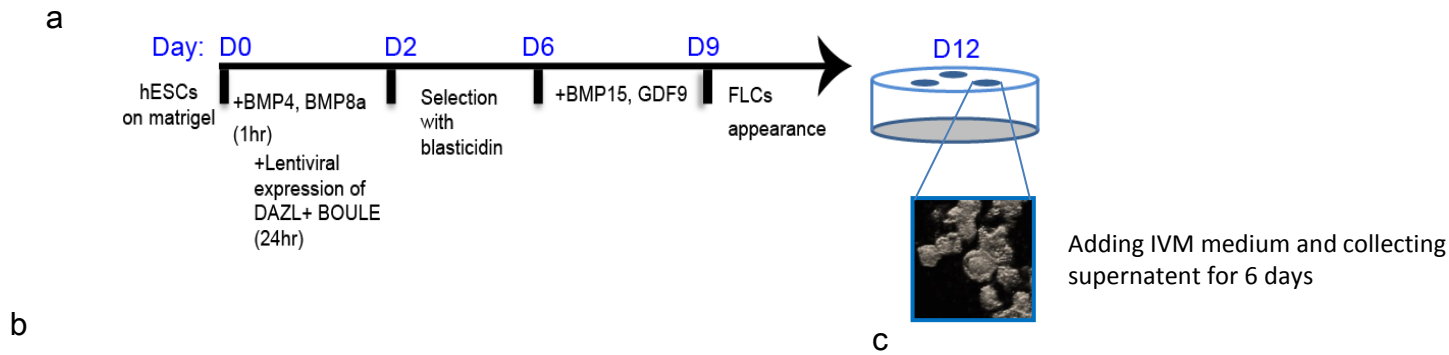 a
Day: D0 D2 D6 D9 D12
hESCs
on matrigel
+BMP4, BMP8a
(1hr)
+Lentiviral
expression of
DAZL+ BOULE
(24hr)
Selection
with
blasticidin
+BMP15, GDF9
FLCs
appearance
Adding IVM medium and collecting
supernatent for 6 days
b
c